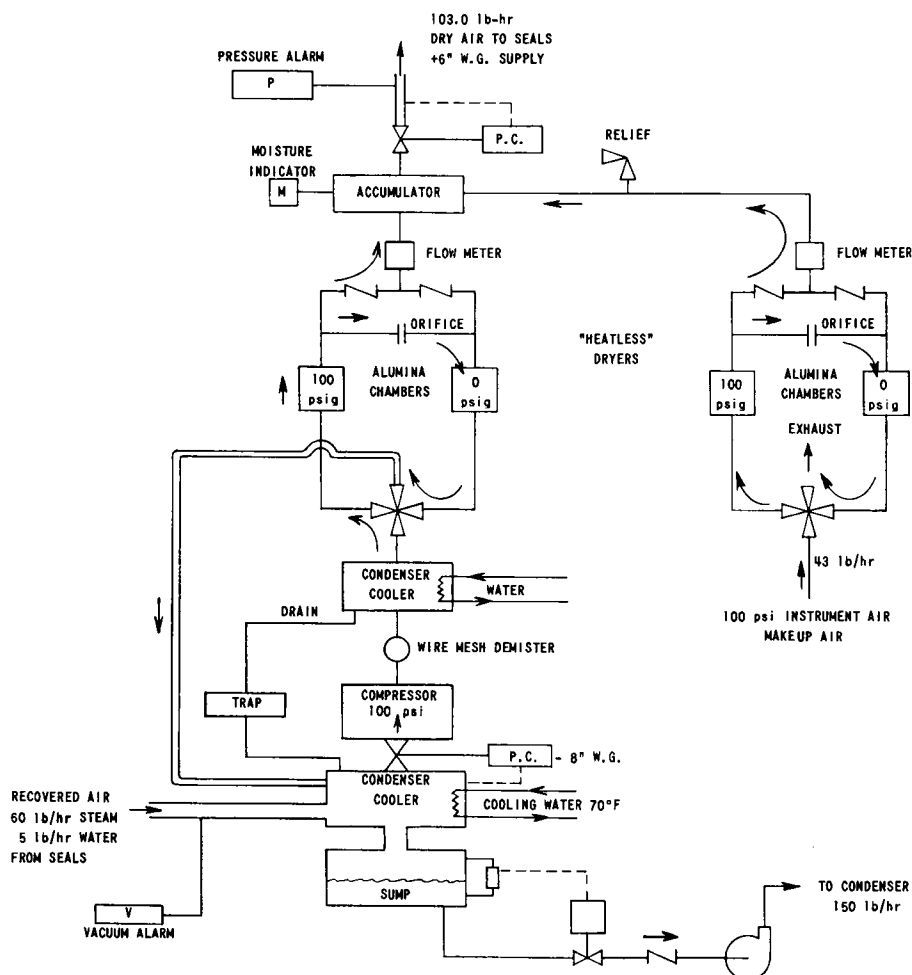 103.0 lb-hr
DRY AIR TO SEALS
+6" W.G. SUPPLY
PRESSURE ALARM
P
P.C.
RELIEF
MOISTURE
INDICATOR
M
ACCUMULATOR
FLOW METER
FLOW METER
ORIFICE
"HEATLESS"
DRYERS
ORIFICE
100
psig
ALUMINA
CHAMBERS
0
psig
100
psig
ALUMINA
CHAMBERS
0
psig
EXHAUST
43 lb/hr
CONDENSER
COOLER
WATER
100 psi INSTRUMENT AIR
MAKEUP AIR
DRAIN
WIRE MESH DEMISTER
TRAP
COMPRESSOR
100 psi
P.C.
- 8" W.G.
CONDENSER
COOLER
COOLING WATER 70°F
RECOVERED AIR
60 lb/hr STEAM
5 lb/hr WATER
FROM SEALS
SUMP
TO CONDENSER
150 lb/hr
V
VACUUM ALARM